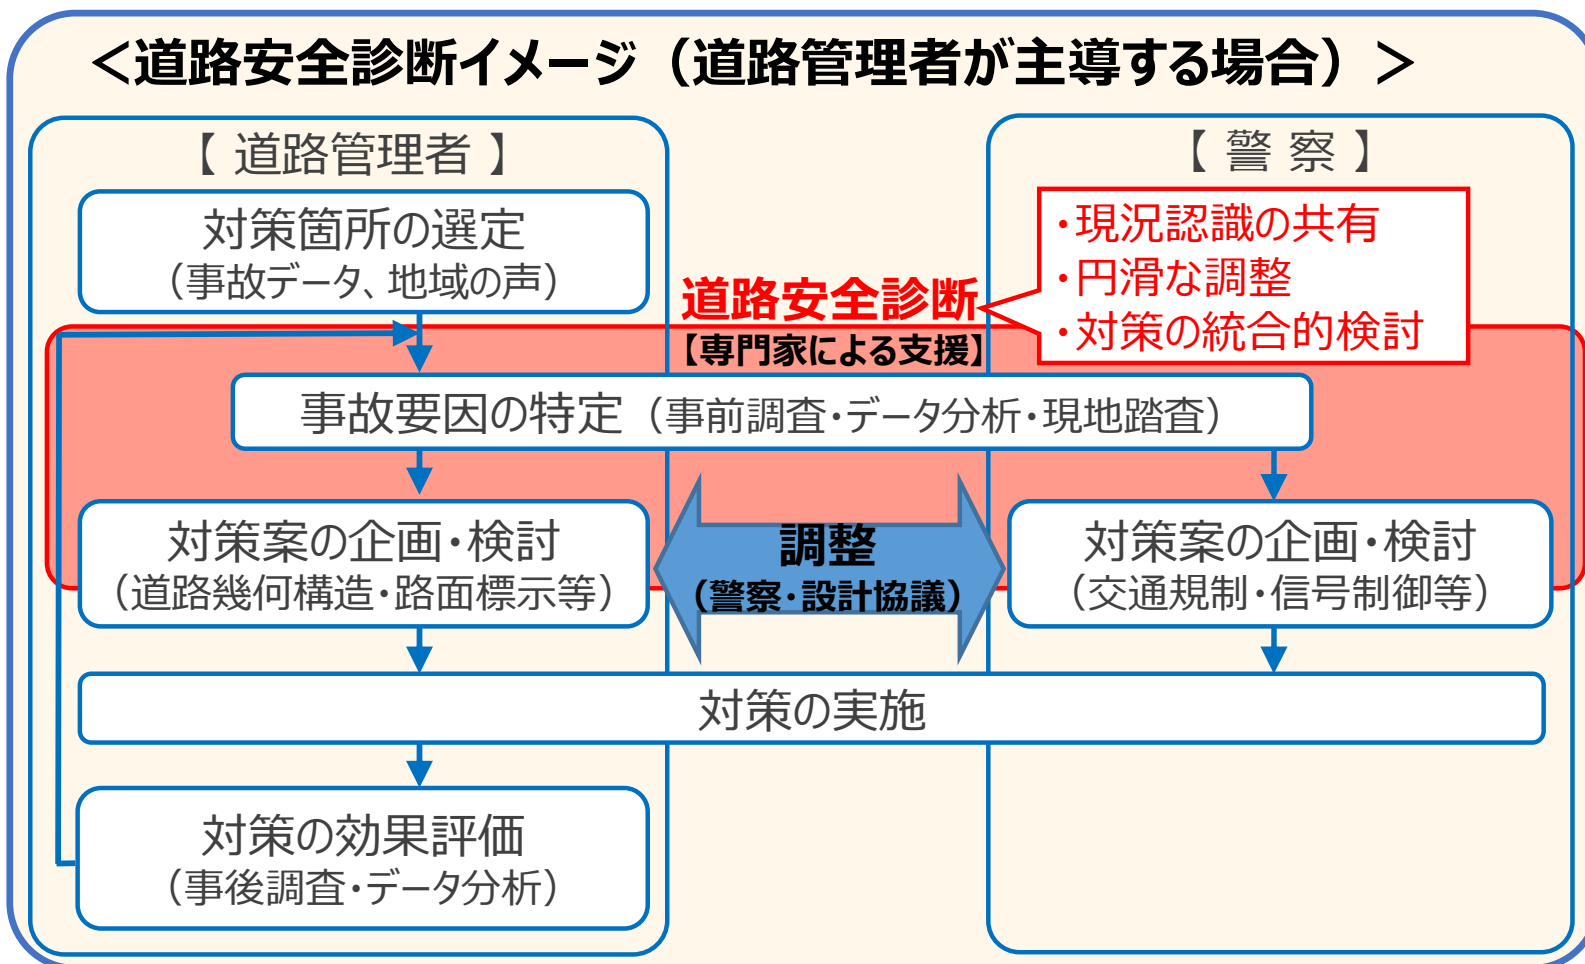 ＜道路安全診断イメージ（道路管理者が主導する場合）＞
【 道路管理者 】
【 警 察 】
対策箇所の選定
（事故データ、地域の声）
・現況認識の共有
・円滑な調整
・対策の統合的検討
道路安全診断
【専門家による支援】
事故要因の特定（事前調査・データ分析・現地踏査）
対策案の企画・検討
（道路幾何構造・路面標示等）
調整
（警察・設計協議）
対策案の企画・検討
（交通規制・信号制御等）
対策の実施
対策の効果評価
（事後調査・データ分析）